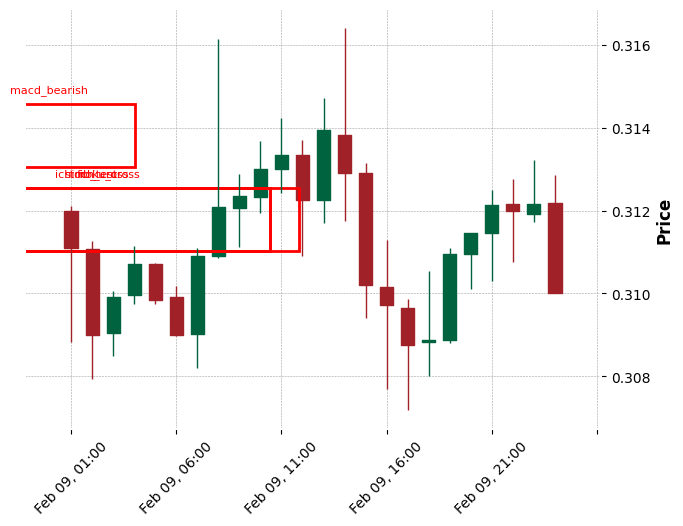 macd_bearish
0.316
0.314
0.312
0.310
0.308
Price
Feb 09, 01:00
Feb 09, 06:00
Feb 09, 11:00
Feb 09, 16:00
Feb 09, 21:00